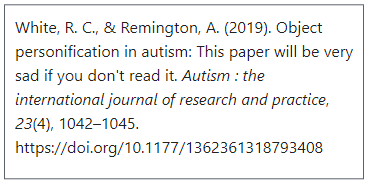 White, R. C., & Remington, A. (2019). Object
personification in autism: This paper will be very
sad if you don't read it. Autism : the
international journal of research and practice,
23(4), 1042–1045.
https://doi.org/10.1177/1362361318793408